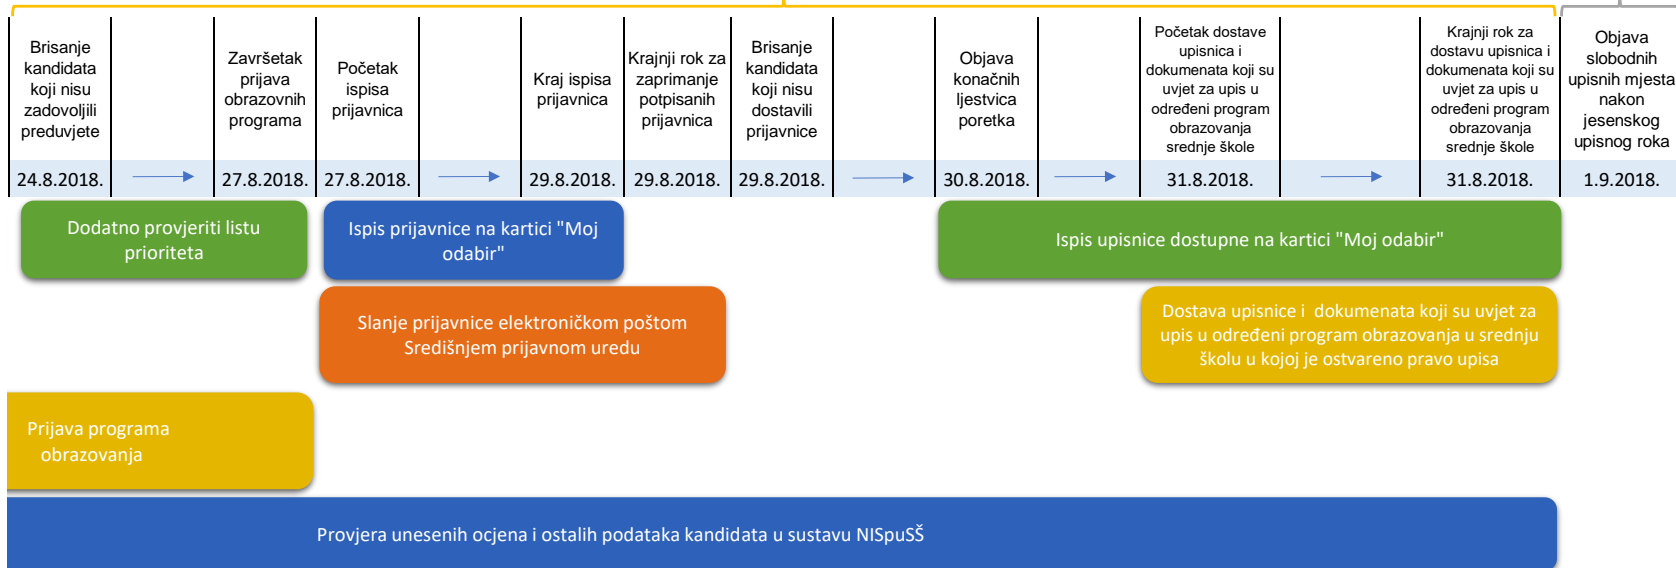 Brisanje
kandidata
koji nisu
zadovoljili
preduvjete
Završetak
prijava
obrazovnih
programa
Početak
ispisa
prijavnica
Kraj ispisa
prijavnica
Krajnji rok za
zaprimanje
potpisanih
prijavnica
Brisanje
kandidata
koji nisu
dostavili
prijavnice
Objava
konačnih
ljestvica
poretka
Početak dostave
upisnica i
dokumenata koji su
uvjet za upis u
određeni program
obrazovanja
srednje škole
Krajnji rok za
dostavu upisnica i
dokumenata koji su
uvjet za upis u
određeni program
obrazovanja
srednje škole
Objava
slobodnih
upisnih mjesta
nakon
jesenskog
upisnog roka
24.8.2018.
27.8.2018.
27.8.2018.
29.8.2018.
29.8.2018.
29.8.2018.
30.8.2018.
31.8.2018.
31.8.2018.
1.9.2018.
Dodatno provjeriti listu
prioriteta
Ispis prijavnice na kartici "Moj
odabir"
Ispis upisnice dostupne na kartici "Moj odabir"
Slanje prijavnice elektroničkom poštom
Središnjem prijavnom uredu
Dostava upisnice i  dokumenata koji su uvjet za
upis u određeni program obrazovanja u srednju
školu u kojoj je ostvareno pravo upisa
Prijava programa
obrazovanja
Provjera unesenih ocjena i ostalih podataka kandidata u sustavu NISpuSŠ